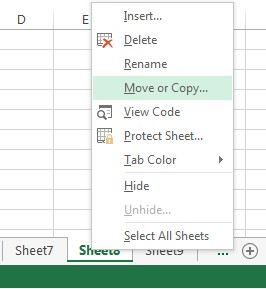 Insert...
D E
Delete
Rename
Move or Copy...
View Code
Protect Sheet...
Tab Color
Hide
Unhide...
Select All Sheets
Sheet7 Sheet8 Sheet9 ...